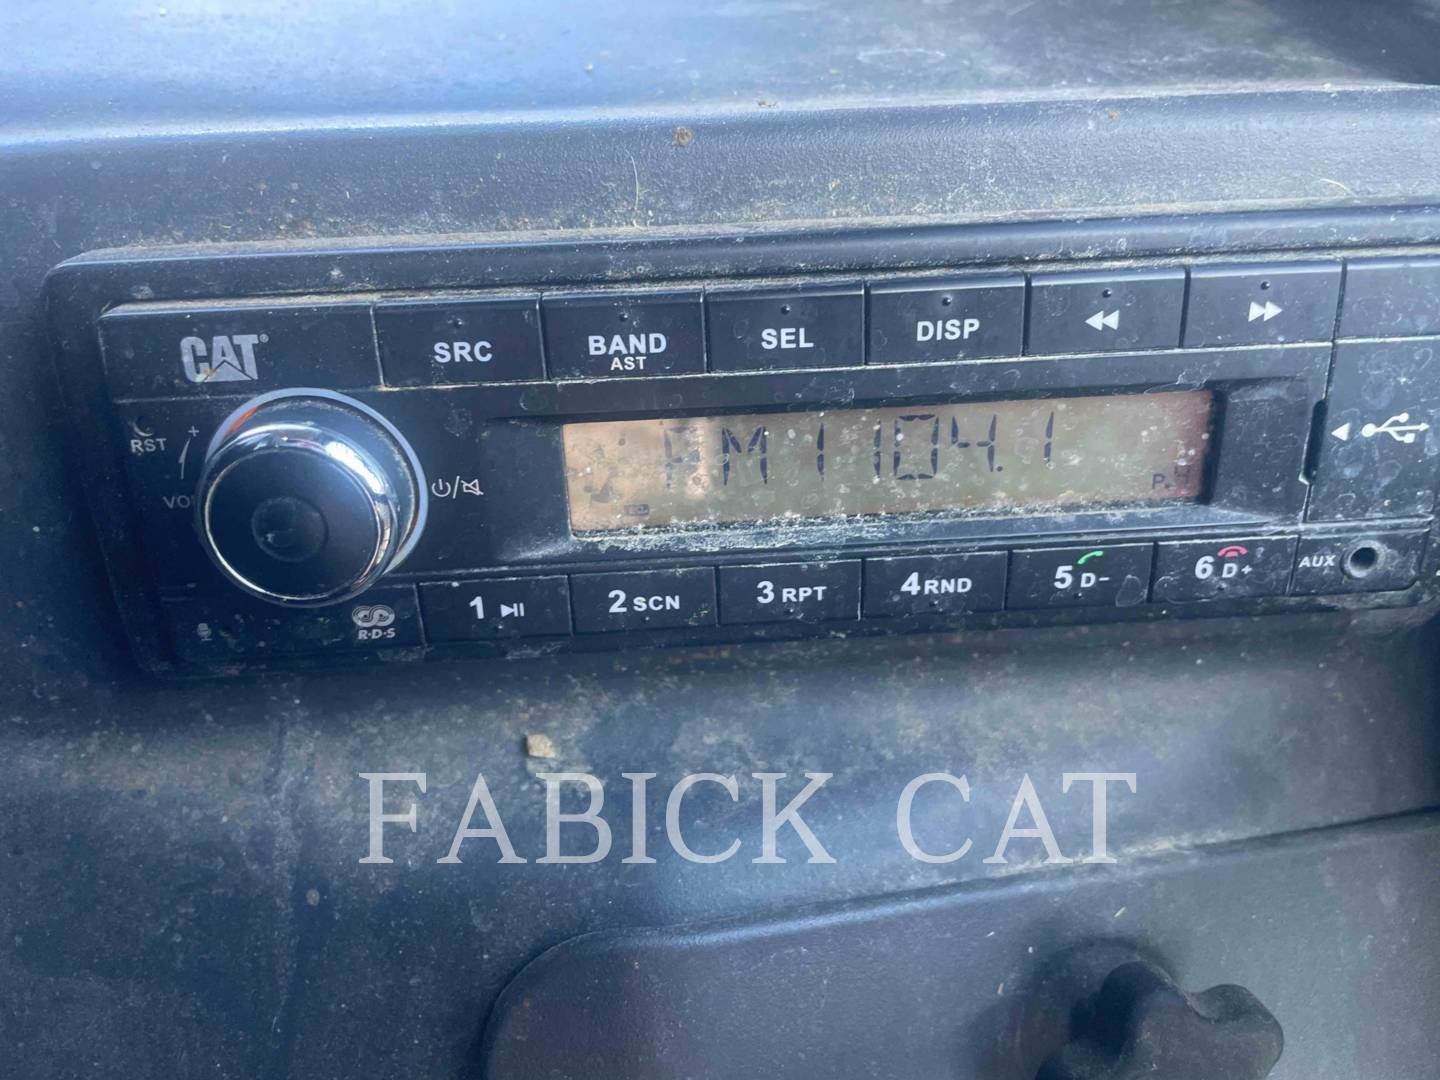 CAT®
SRC
BAND
AST
SEL
DISP
RST
+
VOL
FM1 104.1
1
2 SCN
3 RPT
4 RND
5 D-
6 D+
AUX
R·D·S
FABICK CAT